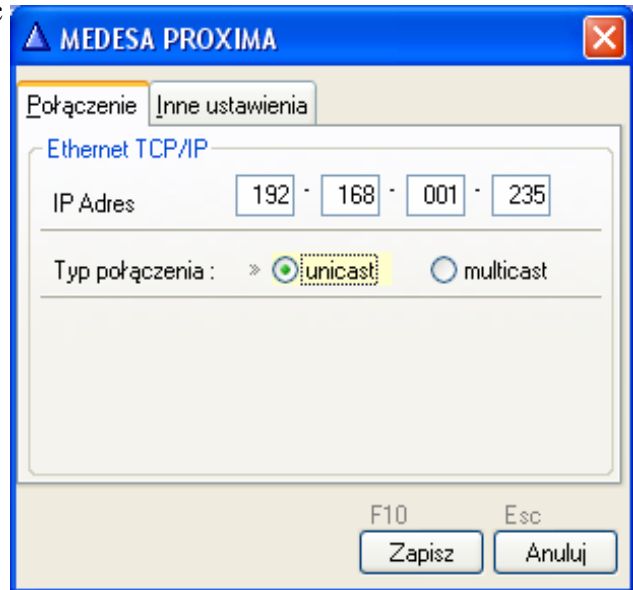 c
MEDESA PROXIMA
Połączenie Inne ustawienia
Ethernet TCP/IP
IP Adres 192 · 168 · 001 · 235
Typ połączenia : » unicast multicast
F10 Esc
Zapisz Anuluj